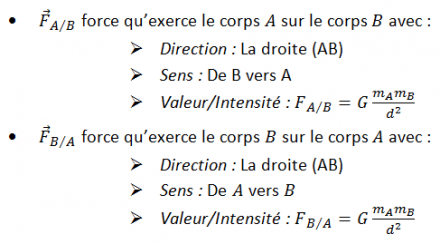 • F⃗_{A/B} force qu’exerce le corps A sur le corps B avec :
➢ Direction : La droite (AB)
➢ Sens : De B vers A
➢ Valeur/Intensité : F_{A/B} = G \frac{m_A m_B}{d^2}
• F⃗_{B/A} force qu’exerce le corps B sur le corps A avec :
➢ Direction : La droite (AB)
➢ Sens : De A vers B
➢ Valeur/Intensité : F_{B/A} = G \frac{m_A m_B}{d^2}